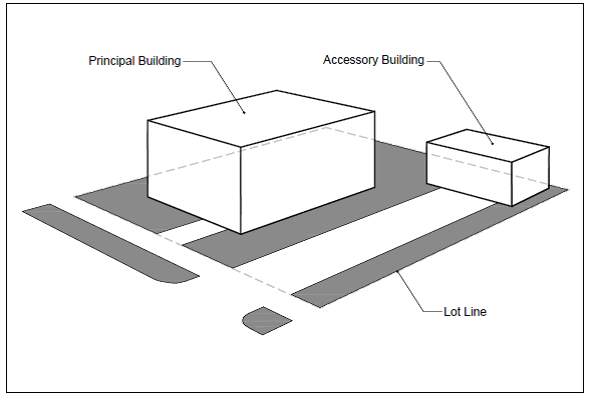 Principal Building
Accessory Building
Lot Line